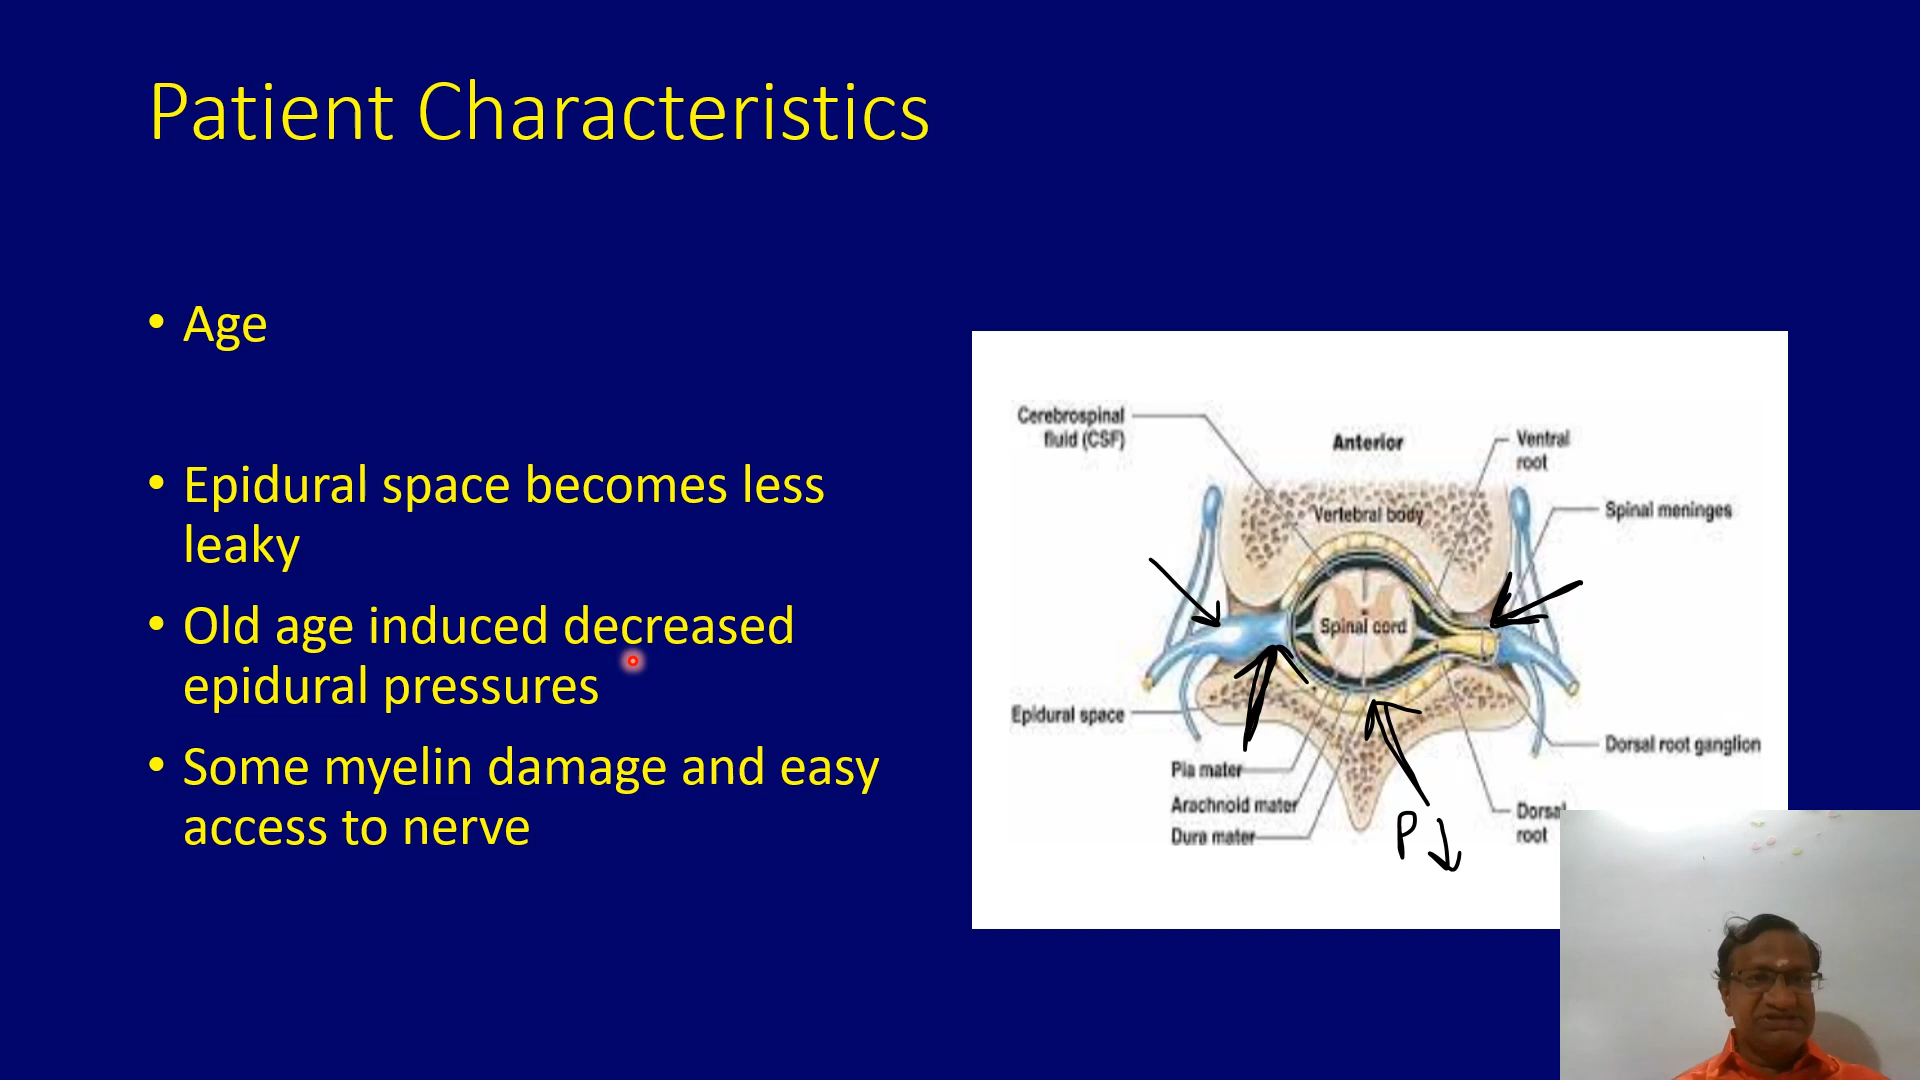 Patient Characteristics
• Age
• Epidural space becomes less
leaky
• Old age induced decreased
epidural pressures
• Some myelin damage and easy
access to nerve
Cerebrospinal
fluid (CSF)
Anterior
Ventral
root
Vertebral body
Spinal meninges
Spinal cord
Epidural space
Dorsal root ganglion
Pia mater
Arachnoid mater
Dura mater
Dorsal
root
P ↓